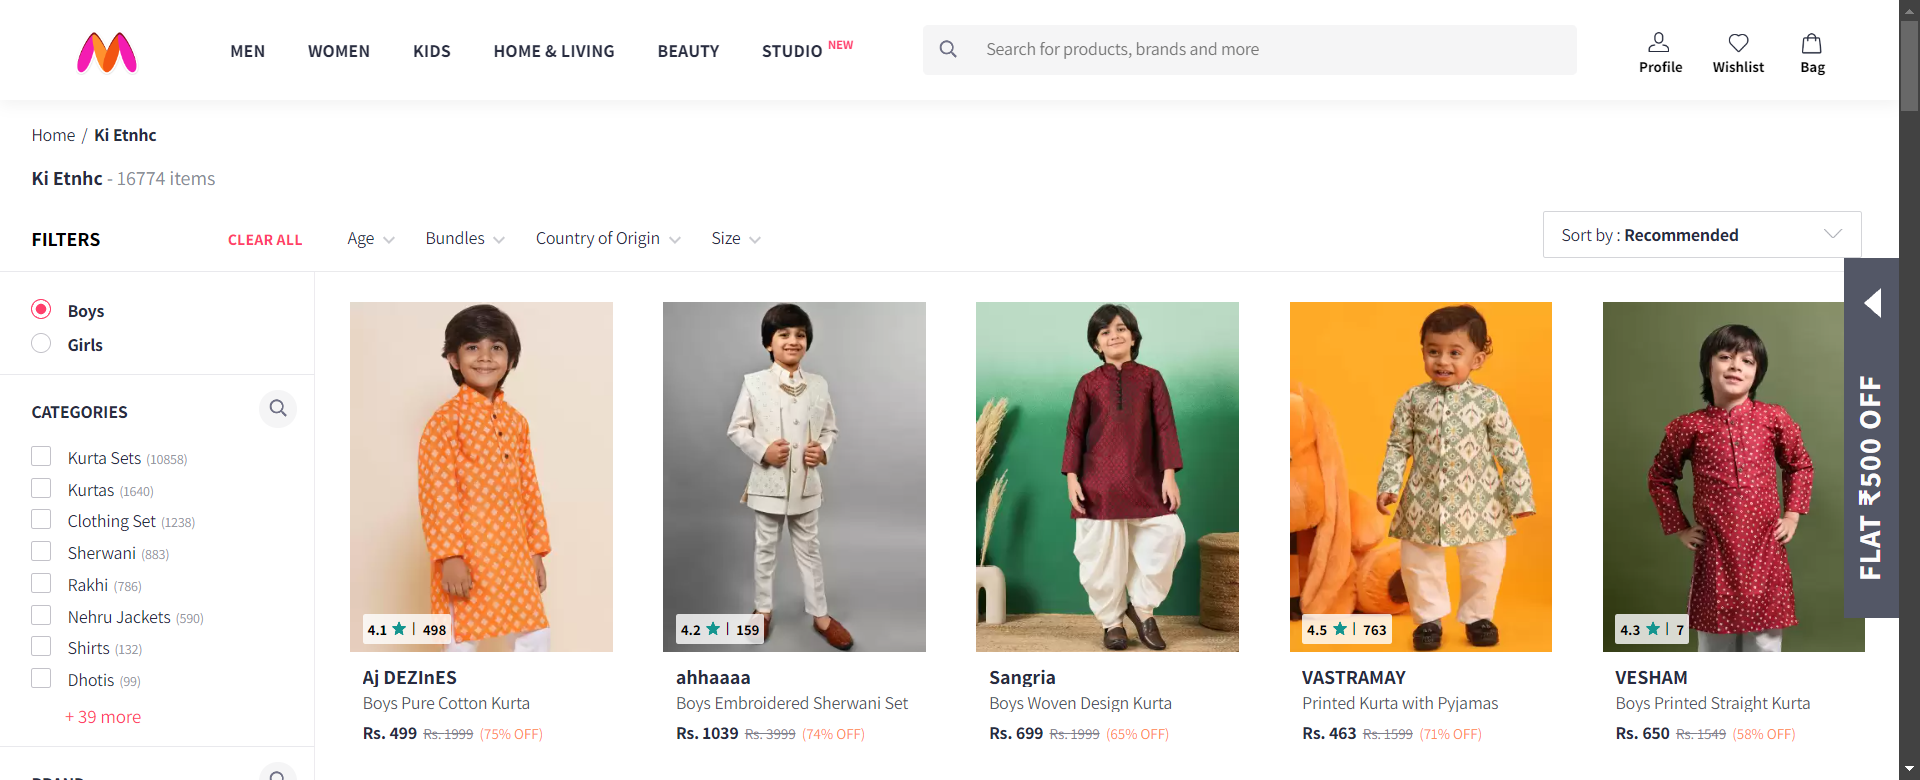 MEN WOMEN KIDS HOME & LIVING BEAUTY STUDIO NEW
Search for products, brands and more
Profile Wishlist Bag
Home / Ki Etnhc
Ki Etnhc - 16774 items
FILTERS CLEAR ALL
Age Bundles Country of Origin Size
Sort by : Recommended
Boys
Girls
CATEGORIES
Kurta Sets (10858)
Kurtas (1640)
Clothing Set (1238)
Sherwani (883)
Rakhi (786)
Nehru Jackets (590)
Shirts (132)
Dhotis (99)
+ 39 more
4.1 ★ | 498
Aj DEZInES
Boys Pure Cotton Kurta
Rs. 499 Rs. 1999 (75% OFF)
4.2 ★ | 159
ahhaaaa
Boys Embroidered Sherwani Set
Rs. 1039 Rs. 3999 (74% OFF)
Sangria
Boys Woven Design Kurta
Rs. 699 Rs. 1999 (65% OFF)
4.5 ★ | 763
VASTRAMAY
Printed Kurta with Pyjamas
Rs. 463 Rs. 1599 (71% OFF)
4.3 ★ | 7
VESHAM
Boys Printed Straight Kurta
Rs. 650 Rs. 1549 (58% OFF)
FLAT ₹500 OFF